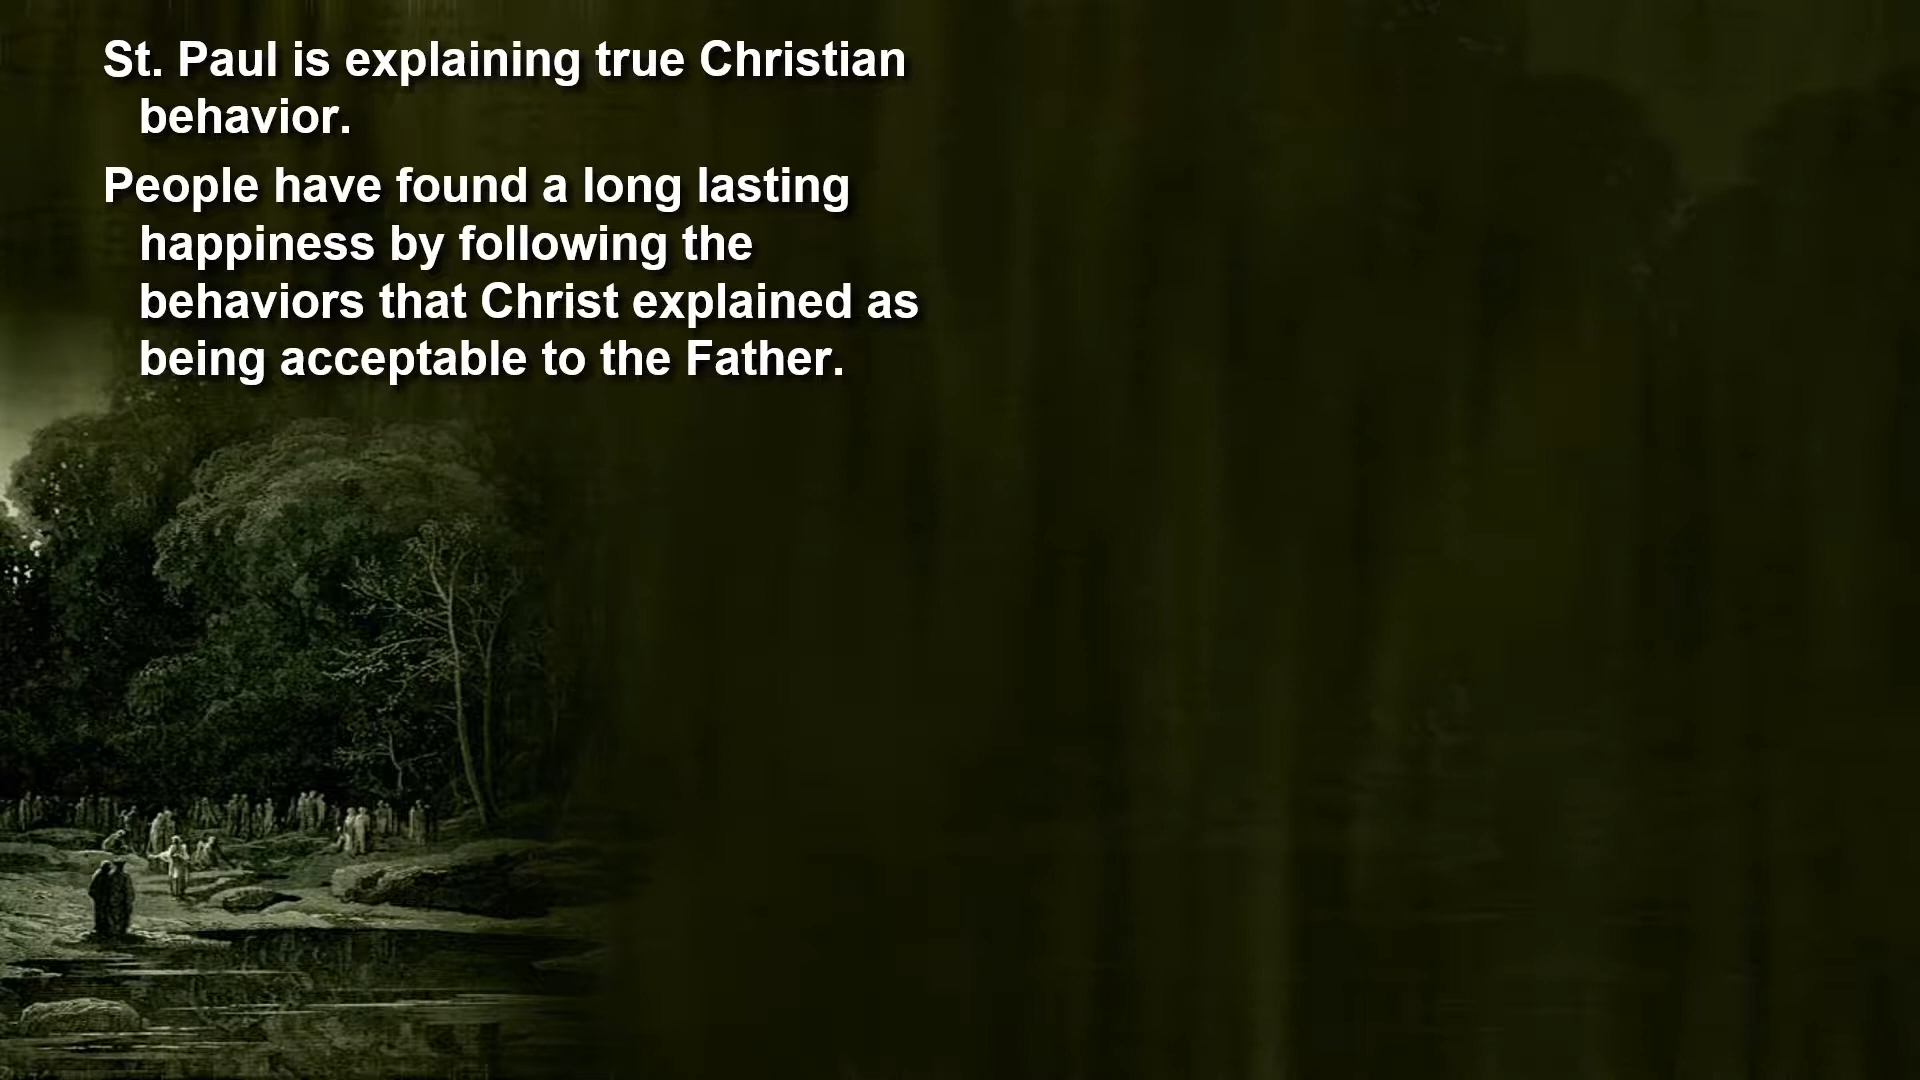 St. Paul is explaining true Christian
behavior.
People have found a long lasting
happiness by following the
behaviors that Christ explained as
being acceptable to the Father.